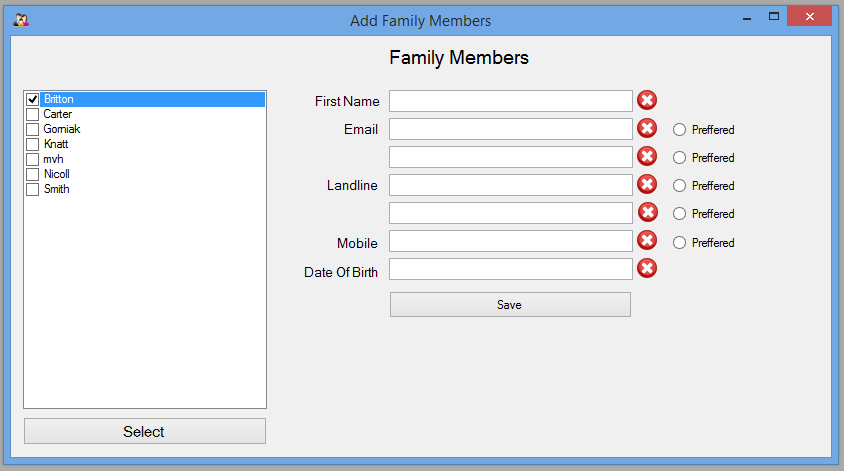 Add Family Members
Family Members
Britton
Carter
Gorniak
Knatt
mvh
Nicoll
Smith
Select
First Name
Email
Preffered
Preffered
Landline
Preffered
Preffered
Mobile
Preffered
Date Of Birth
Save